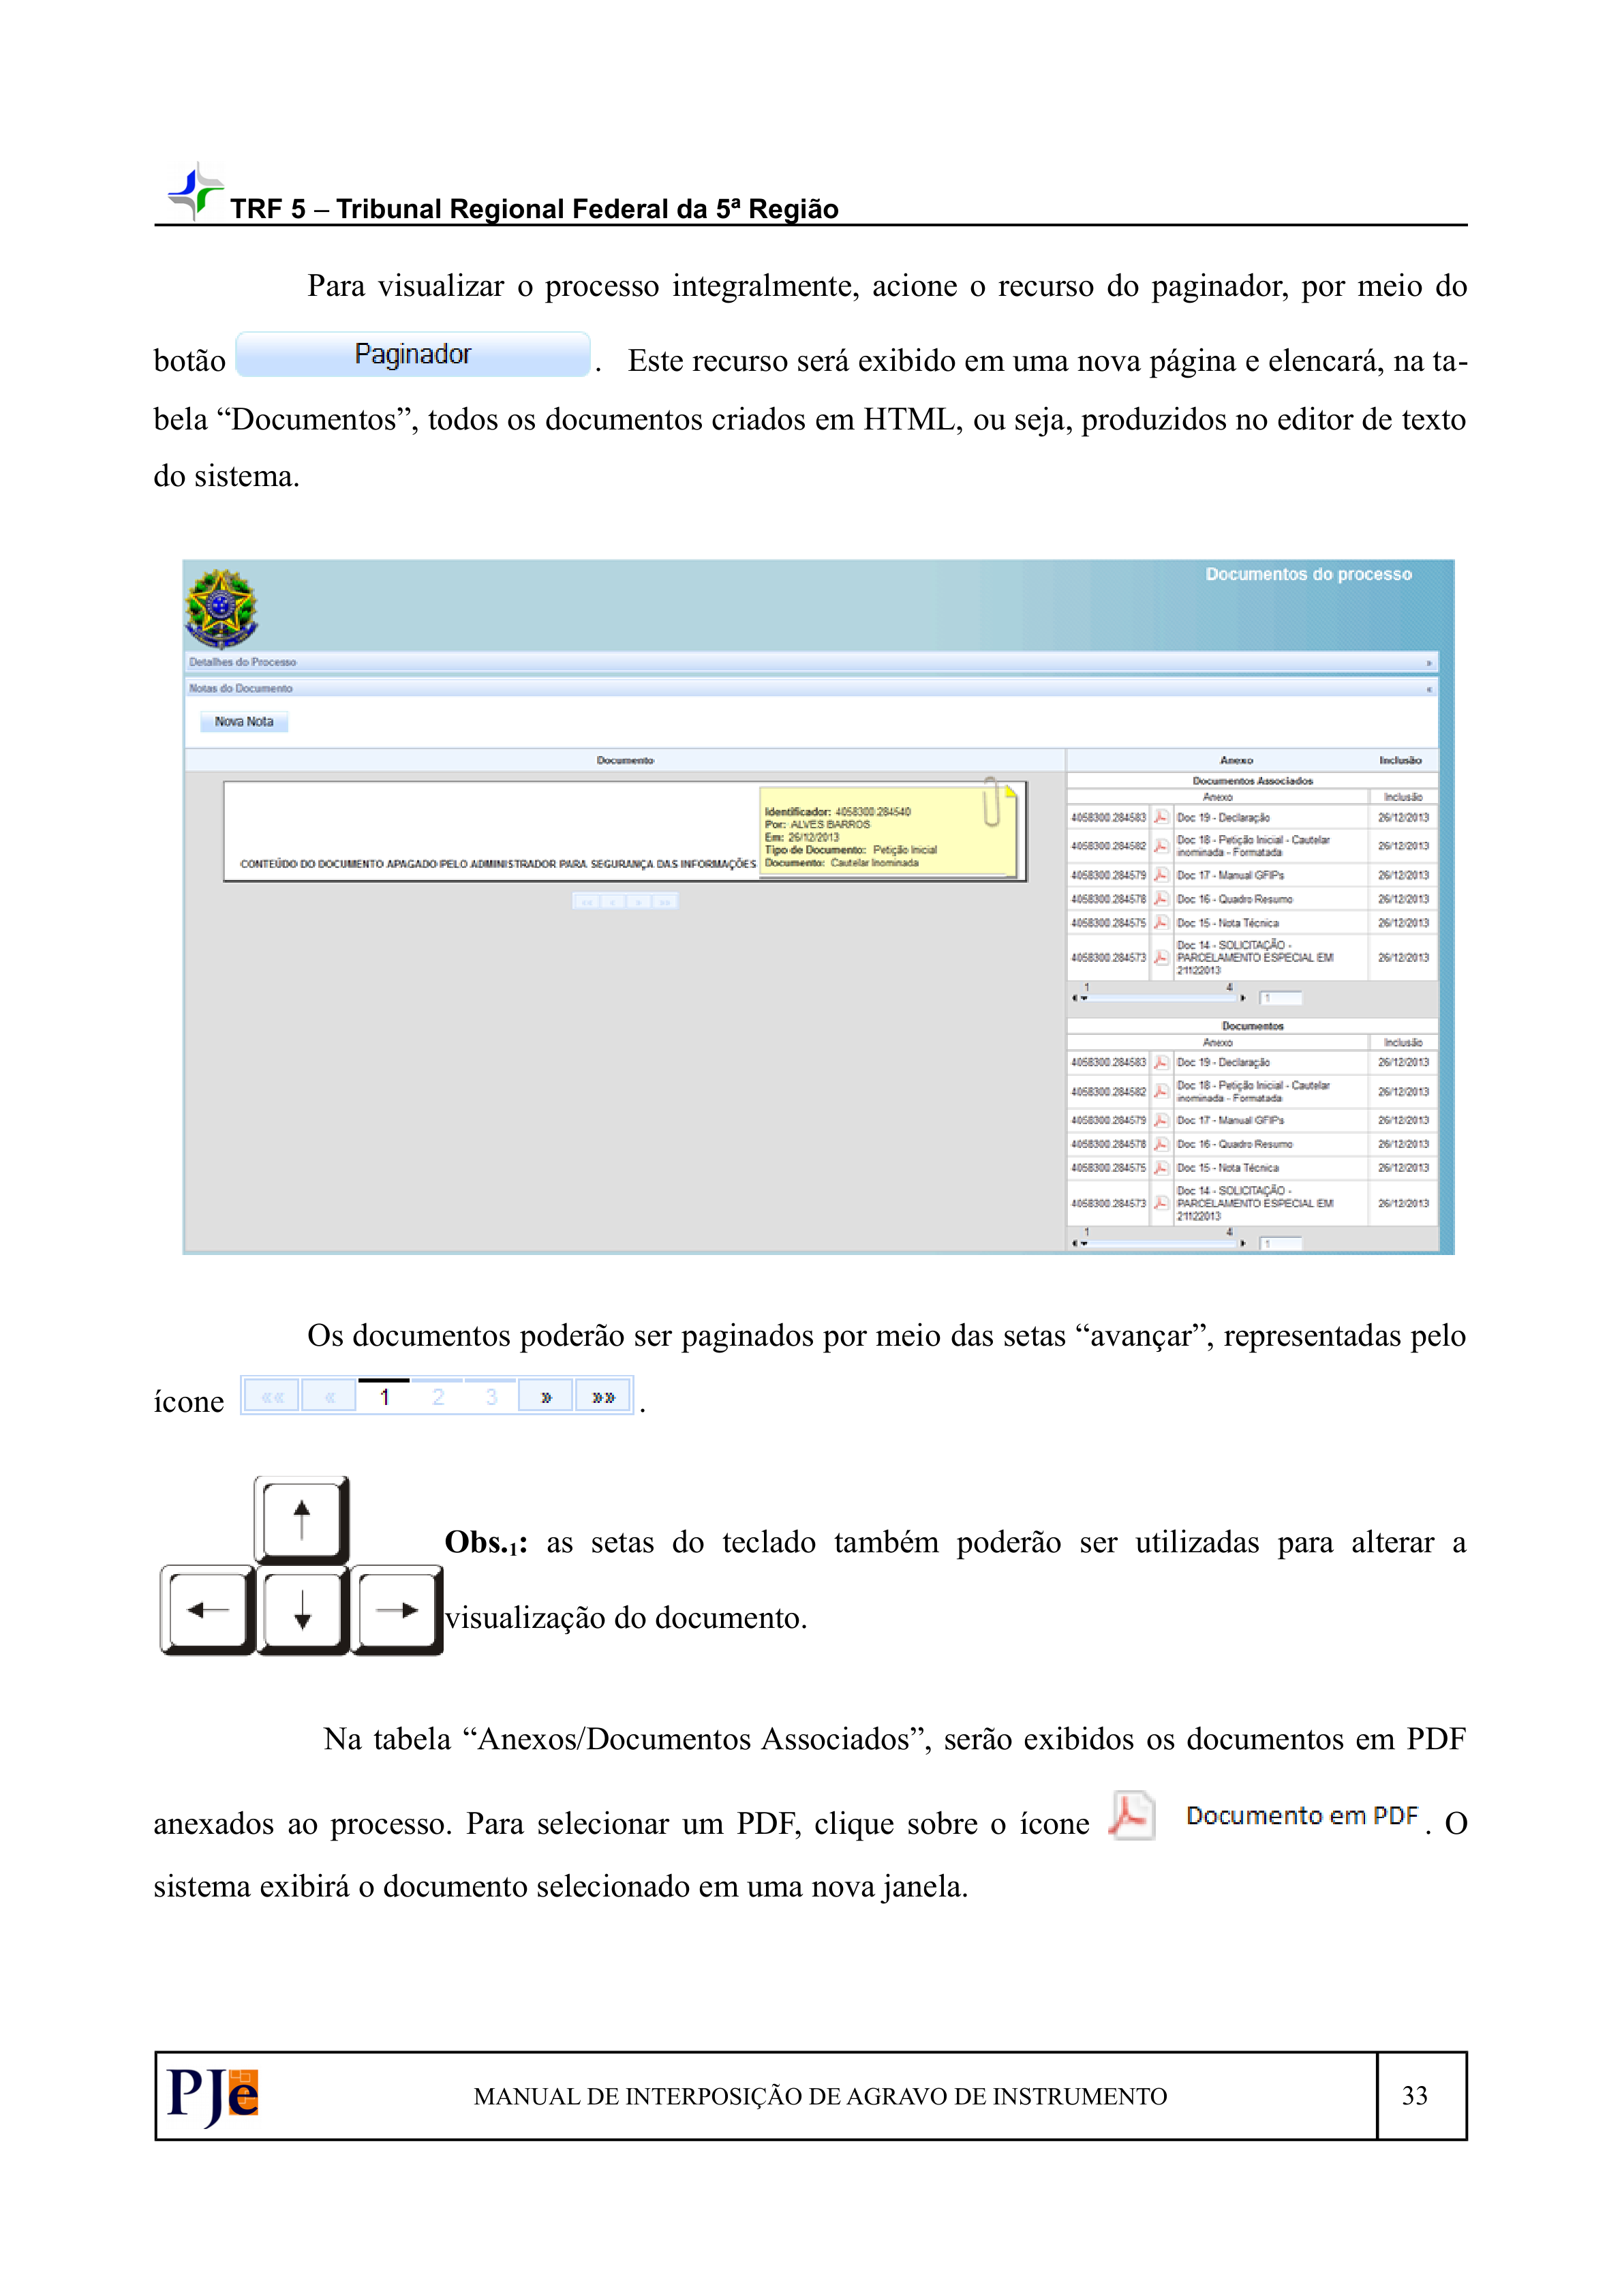 TRF 5 – Tribunal Regional Federal da 5ª Região
Para visualizar o processo integralmente, acione o recurso do paginador, por meio do
botão Paginador . Este recurso será exibido em uma nova página e elencará, na ta-
bela “Documentos”, todos os documentos criados em HTML, ou seja, produzidos no editor de texto
do sistema.
Documentos do processo
Detalhes do Processo »
Notas do Documento «
Nova Nota
Documento Anexo Inclusão
Identificador: 4058300.284540
Por: ALVES BARROS
Em: 26/12/2013
Tipo de Documento: Petição Inicial
CONTEÚDO DO DOCUMENTO APAGADO PELO ADMINISTRADOR PARA SEGURANÇA DAS INFORMAÇÕES Documento: Cautelar Inominada
«« « » »»
Documentos Associados
Anexo Inclusão
4058300.284583 Doc 19 - Declaração 26/12/2013
4058300.284582 Doc 18 - Petição Inicial - Cautelar
inominada - Formatada 26/12/2013
4058300.284579 Doc 17 - Manual GFIPs 26/12/2013
4058300.284578 Doc 16 - Quadro Resumo 26/12/2013
4058300.284575 Doc 15 - Nota Técnica 26/12/2013
4058300.284573 Doc 14 - SOLICITAÇÃO -
PARCELAMENTO ESPECIAL EM
21122013 26/12/2013
1 4 1
Documentos
Anexo Inclusão
4058300.284583 Doc 19 - Declaração 26/12/2013
4058300.284582 Doc 18 - Petição Inicial - Cautelar
inominada - Formatada 26/12/2013
4058300.284579 Doc 17 - Manual GFIPs 26/12/2013
4058300.284578 Doc 16 - Quadro Resumo 26/12/2013
4058300.284575 Doc 15 - Nota Técnica 26/12/2013
4058300.284573 Doc 14 - SOLICITAÇÃO -
PARCELAMENTO ESPECIAL EM
21122013 26/12/2013
1 4 1
Os documentos poderão ser paginados por meio das setas “avançar”, representadas pelo
ícone «« « 1 2 3 » »» .
Obs.₁: as setas do teclado também poderão ser utilizadas para alterar a
visualização do documento.
Na tabela “Anexos/Documentos Associados”, serão exibidos os documentos em PDF
anexados ao processo. Para selecionar um PDF, clique sobre o ícone Documento em PDF . O
sistema exibirá o documento selecionado em uma nova janela.
PJe MANUAL DE INTERPOSIÇÃO DE AGRAVO DE INSTRUMENTO 33